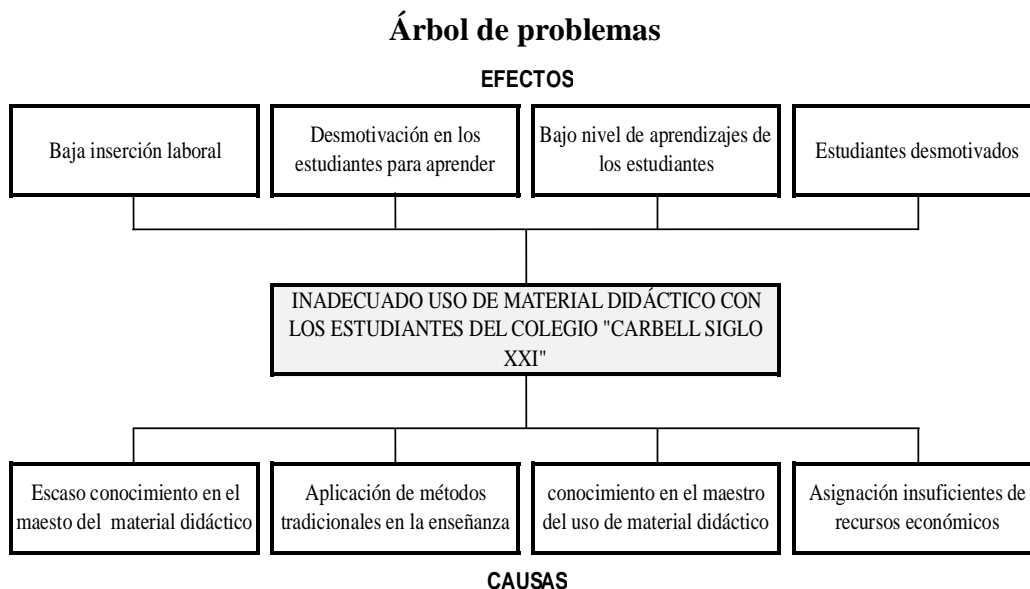 Árbol de problemas
EFECTOS
Baja inserción laboral
Desmotivación en los
estudiantes para aprender
Bajo nivel de aprendizajes de
los estudiantes
Estudiantes desmotivados
INADECUADO USO DE MATERIAL DIDÁCTICO CON
LOS ESTUDIANTES DEL COLEGIO "CARBELL SIGLO
XXI"
Escaso conocimiento en el
maesto del material didáctico
Aplicación de métodos
tradicionales en la enseñanza
conocimiento en el maestro
del uso de material didáctico
Asignación insuficientes de
recursos económicos
CAUSAS